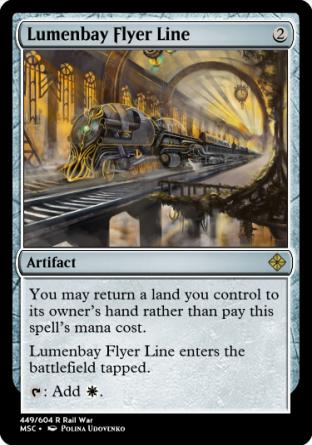 Lumenbay Flyer Line 2
Artifact
You may return a land you control to
its owner's hand rather than pay this
spell's mana cost.
Lumenbay Flyer Line enters the
battlefield tapped.
: Add .
449/604 R Rail War
MSC • Polina Udovenko